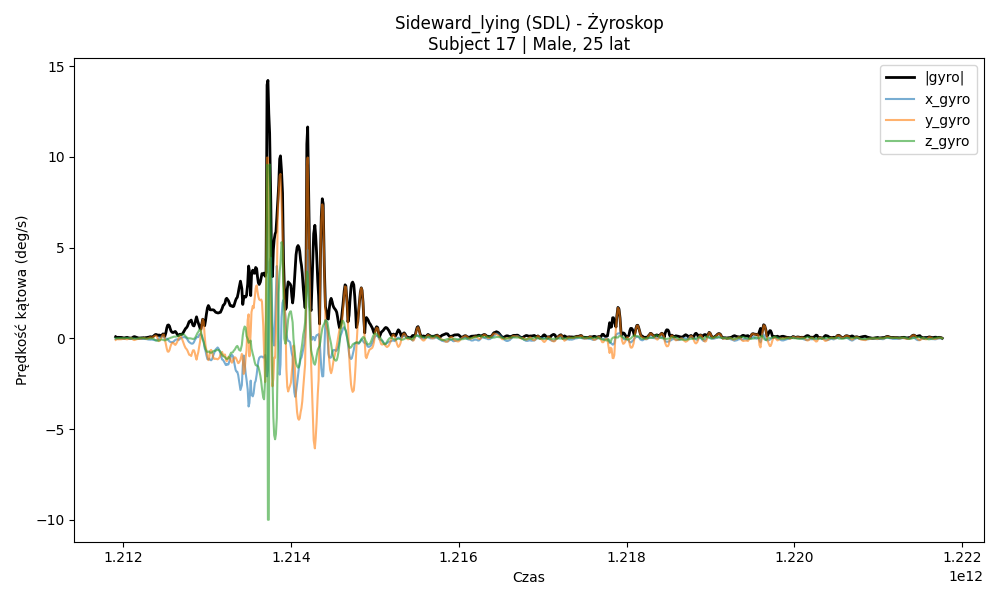 Sideward_lying (SDL) - Żyroskop
Subject 17 | Male, 25 lat
|gyro|
x_gyro
y_gyro
z_gyro
Prędkość kątowa (deg/s)
15
10
5
0
−5
−10
1.212
1.214
1.216
1.218
1.220
1.222
1e12
Czas